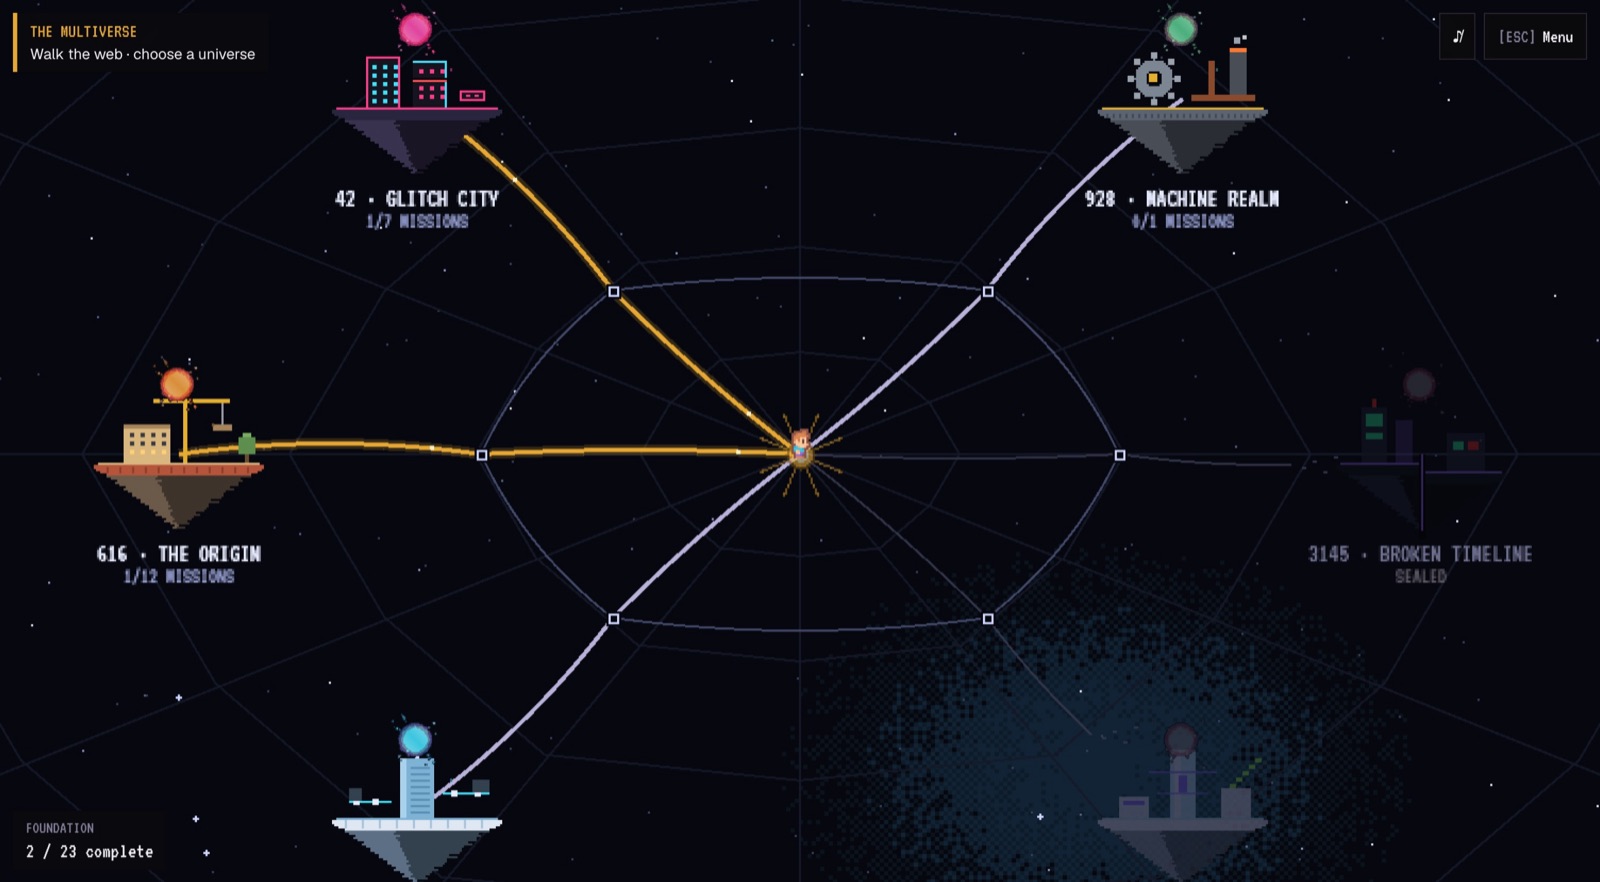 THE MULTIVERSE
Walk the web · choose a universe
[ESC] Menu
42 · GLITCH CITY
1/7 MISSIONS
928 · MACHINE REALM
0/1 MISSIONS
616 · THE ORIGIN
1/12 MISSIONS
3145 · BROKEN TIMELINE
SEALED
FOUNDATION
2 / 23 complete